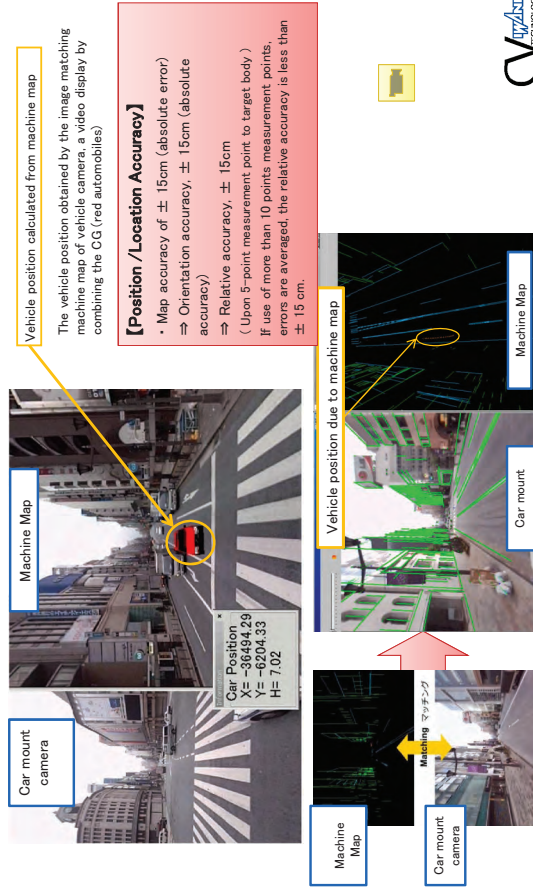 Vehicle position calculated from machine map
The vehicle position obtained by the image matching
machine map of vehicle camera, a video display by
combining the CG (red automobiles)
【Position /Location Accuracy】
・ Map accuracy of ± 15cm (absolute error)
⇒ Orientation accuracy, ± 15cm (absolute
accuracy)
⇒ Relative accuracy, ± 15cm
( Upon 5-point measurement point to target body )
If use of more than 10 points measurement points,
errors are averaged, the relative accuracy is less than
± 15 cm.
Car mount
camera
Machine Map
Car Position
X= -36494.29
Y= -6204.33
H= 7.02
Machine
Map
Matching マッチング
Car mount
camera
Vehicle position due to machine map
Car mount
Machine Map
CV